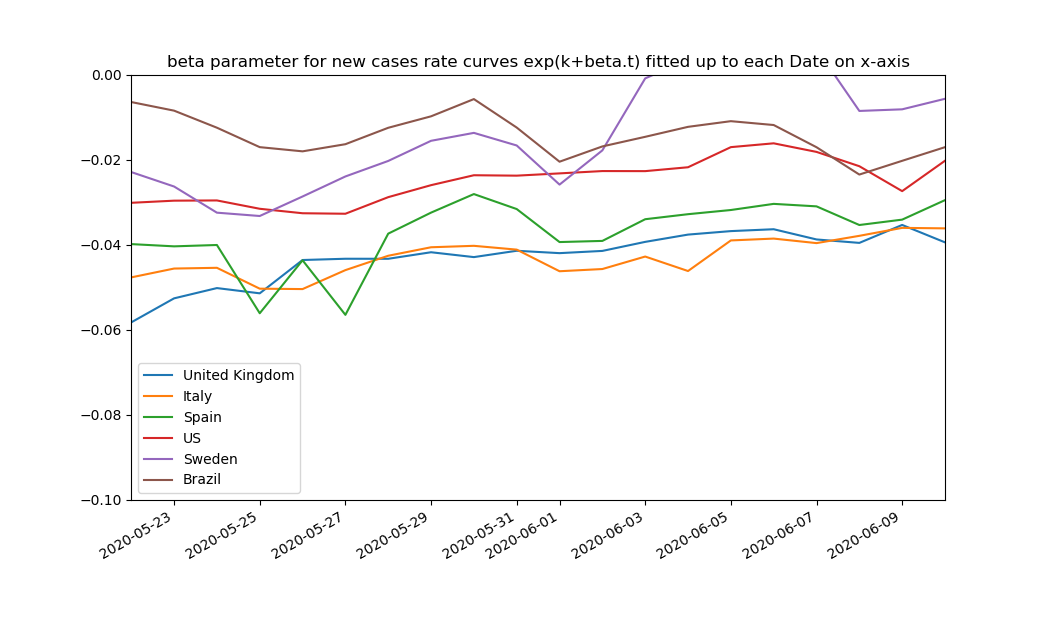 beta parameter for new cases rate curves exp(k+beta.t) fitted up to each Date on x-axis
0.00
−0.02
−0.04
−0.06
−0.08
−0.10
United Kingdom
Italy
Spain
US
Sweden
Brazil
2020-05-23
2020-05-25
2020-05-27
2020-05-29
2020-05-31
2020-06-01
2020-06-03
2020-06-05
2020-06-07
2020-06-09